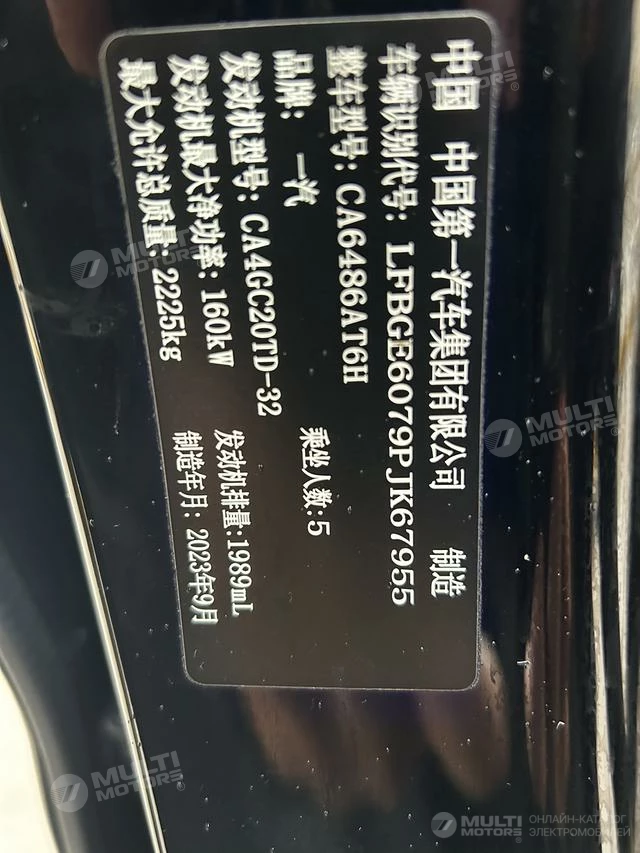 中国 中国第一汽车集团有限公司 制造
车辆识别代号: LFBGE6079PJK67955
整车型号: CA6486AT6H
品牌: 一汽 乘坐人数:5
发动机型号: CA4GC20TD-32
发动机最大净功率: 160kW 发动机排量:1989mL
最大允许总质量: 2225kg 制造年月: 2023年9月
MULTI MOTORS®
MULTI MOTORS®
MULTI MOTORS®
MULTI MOTORS®
MULTI MOTORS® ОНЛАЙН-КАТАЛОГ ЭЛЕКТРОМОБИЛЕЙ